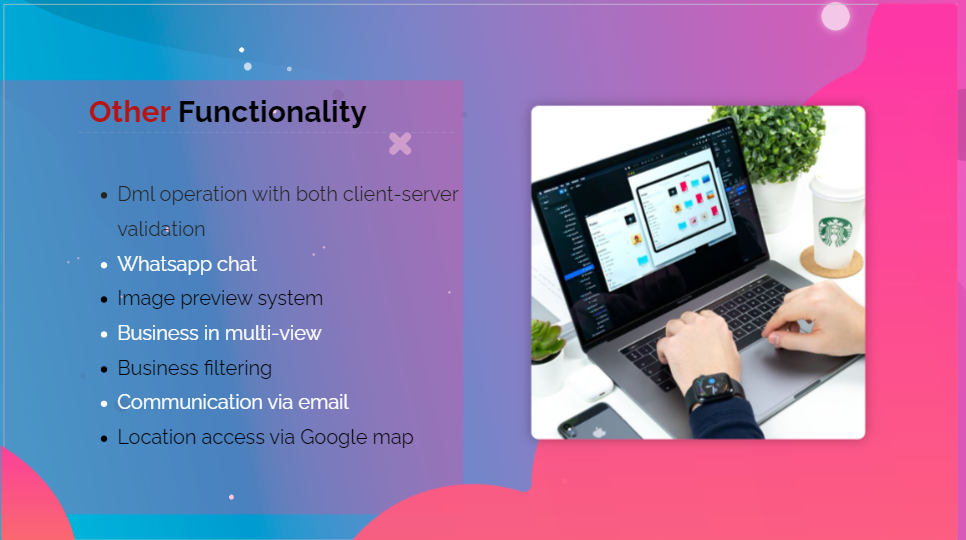 Other Functionality
Dml operation with both client-server
validation
Whatsapp chat
Image preview system
Business in multi-view
Business filtering
Communication via email
Location access via Google map